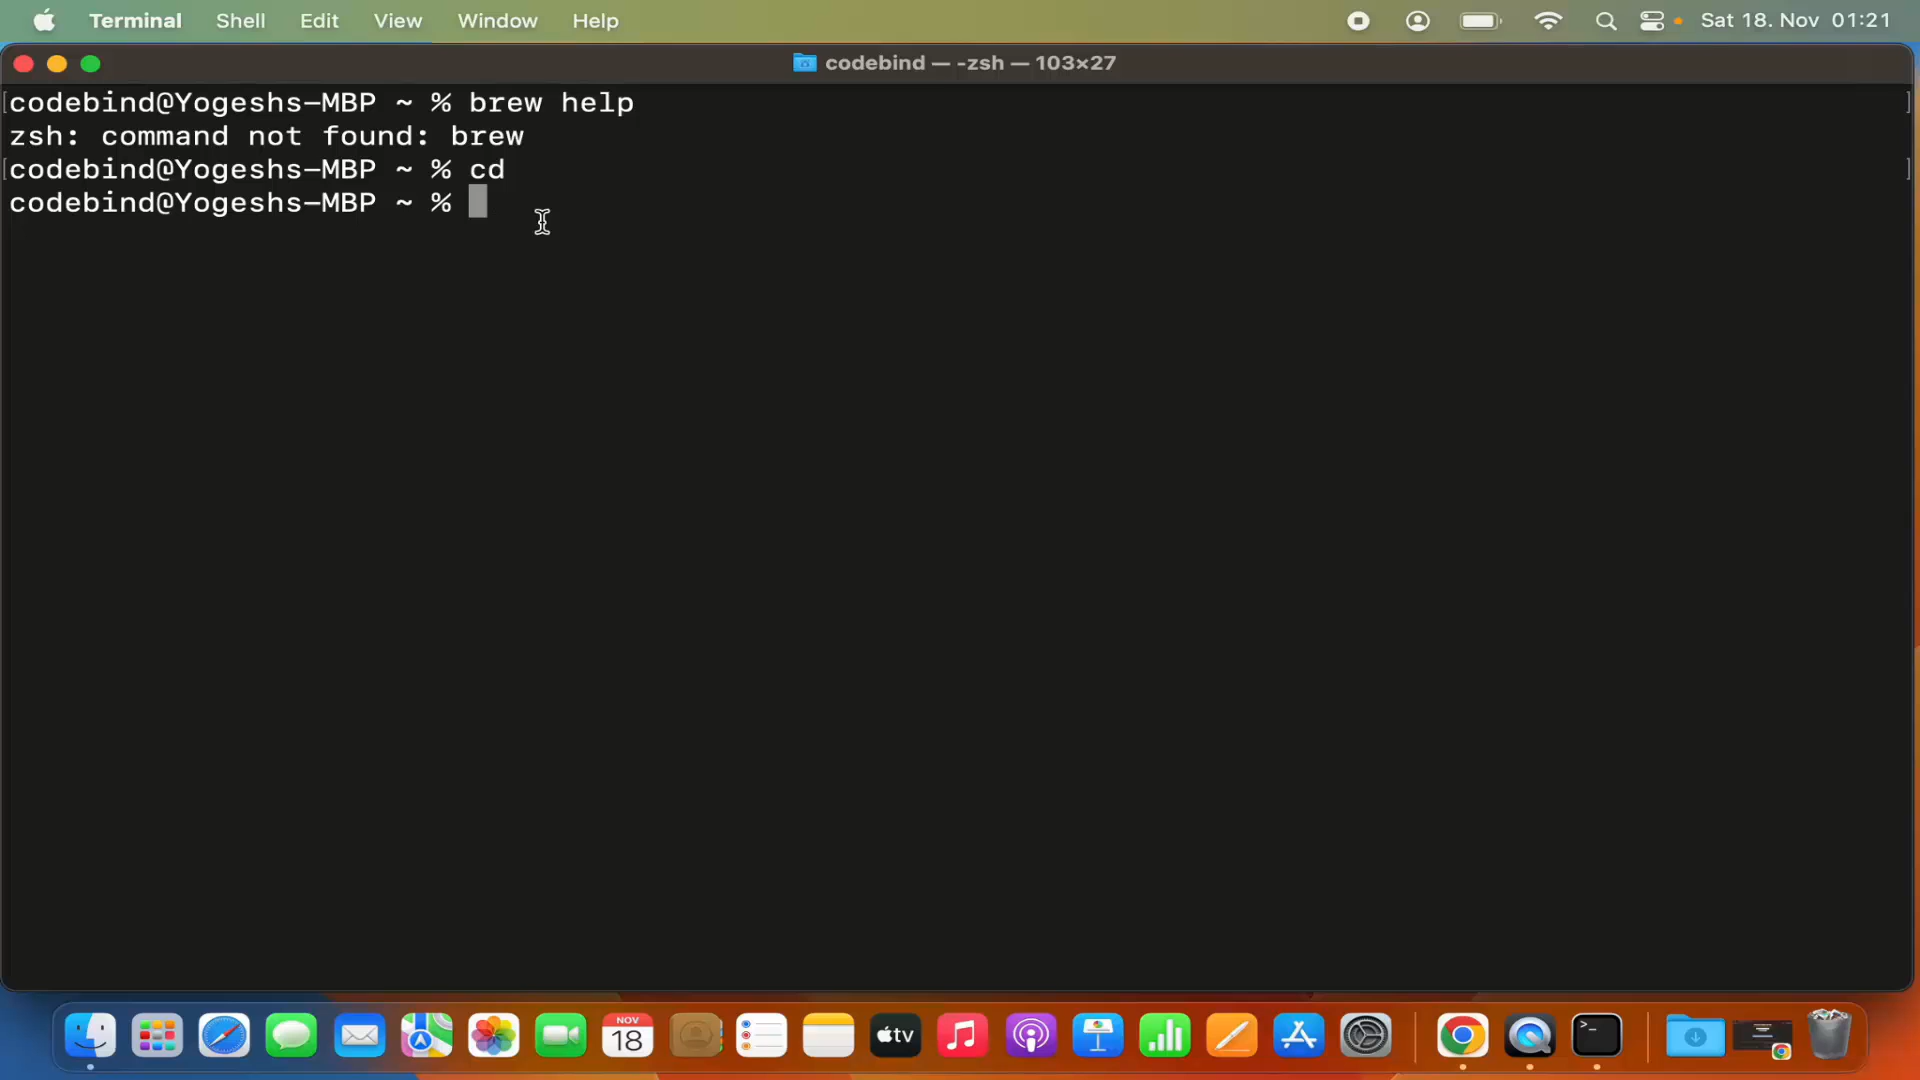 Terminal Shell Edit View Window Help Sat 18. Nov 01:21
codebind — -zsh — 103×27
codebind@Yogeshs-MBP ~ % brew help
zsh: command not found: brew
codebind@Yogeshs-MBP ~ % cd
codebind@Yogeshs-MBP ~ %
NOV
18
tv
>_